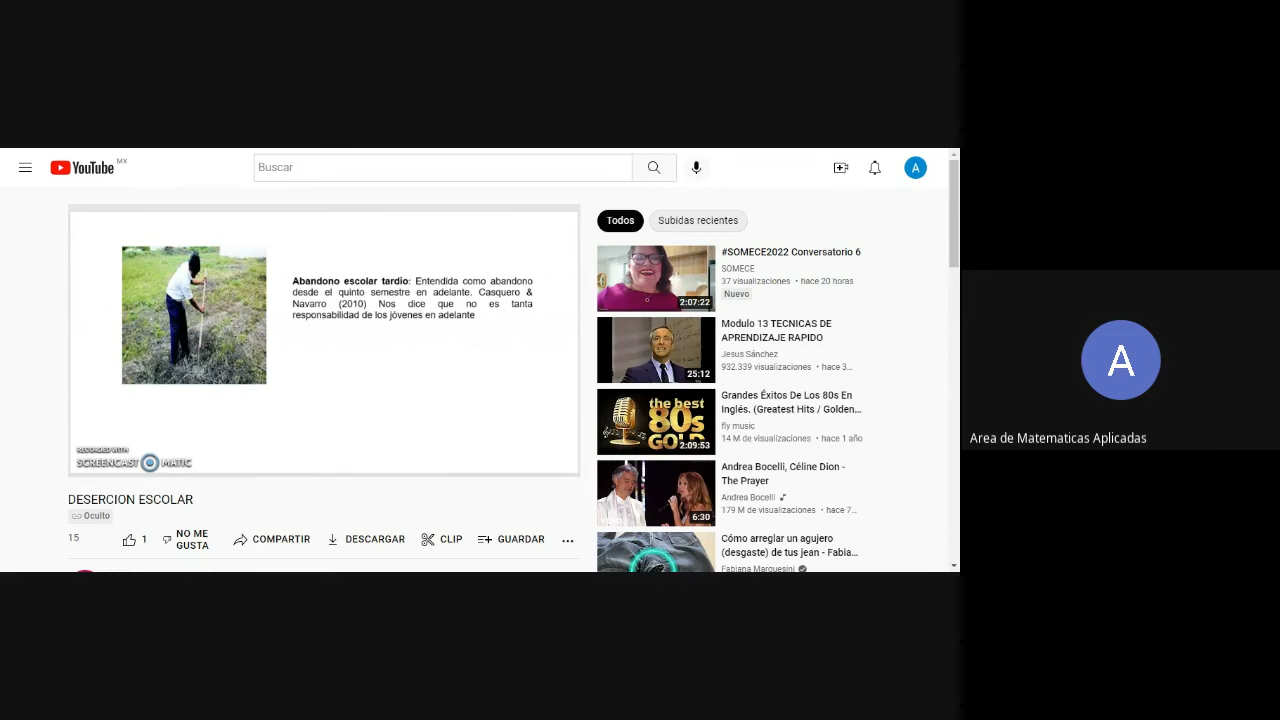 YouTube MX
Buscar
A
Abandono escolar tardío: Entendida como abandono
desde el quinto semestre en adelante. Casquero &
Navarro (2010) Nos dice que no es tanta
responsabilidad de los jóvenes en adelante
RECORDED WITH
SCREENCAST MATIC
DESERCION ESCOLAR
Oculto
15
1
NO ME
GUSTA
COMPARTIR
DESCARGAR
CLIP
GUARDAR
...
Todos
Subidas recientes
2:07:22
#SOMECE2022 Conversatorio 6
SOMECE
37 visualizaciones • hace 20 horas
Nuevo
25:12
Modulo 13 TECNICAS DE
APRENDIZAJE RAPIDO
Jesus Sánchez
932.339 visualizaciones • hace 3...
the best
80s
GOLD
2:09:53
Grandes Éxitos De Los 80s En
Inglés. (Greatest Hits / Golden...
fly music
14 M de visualizaciones • hace 1 año
6:30
Andrea Bocelli, Céline Dion -
The Prayer
Andrea Bocelli
179 M de visualizaciones • hace 7...
Cómo arreglar un agujero
(desgaste) de tus jean - Fabia...
Fabiana Marquesini
A
Area de Matematicas Aplicadas